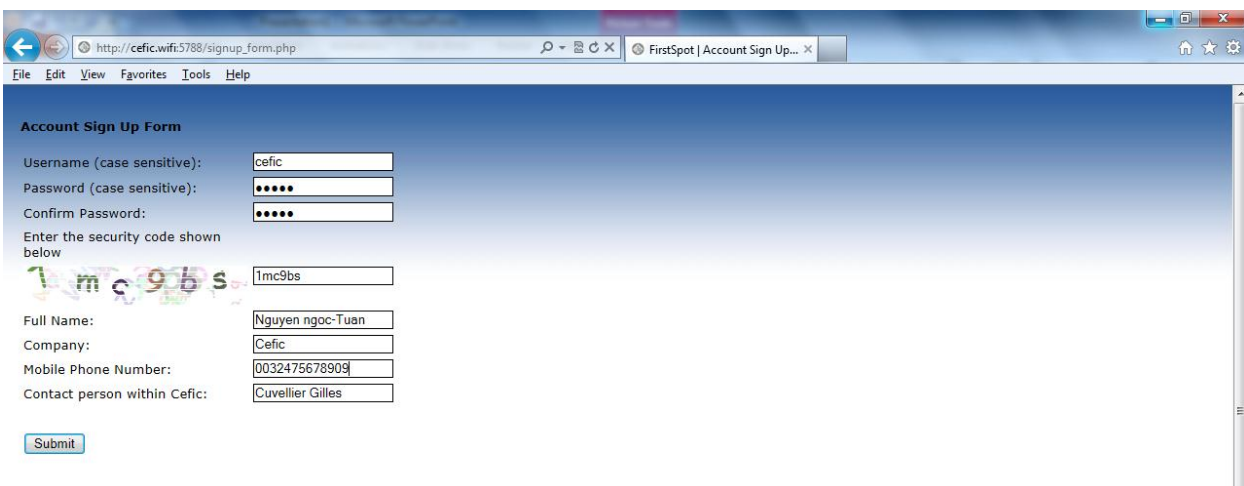 http://cefic.wifi:5788/signup_form.php
FirstSpot | Account Sign Up...
File Edit View Favorites Tools Help
Account Sign Up Form
Username (case sensitive): cefic
Password (case sensitive): •••••
Confirm Password: •••••
Enter the security code shown
below
1mc9bs 1mc9bs
Full Name: Nguyen ngoc-Tuan
Company: Cefic
Mobile Phone Number: 0032475678909
Contact person within Cefic: Cuvellier Gilles
Submit